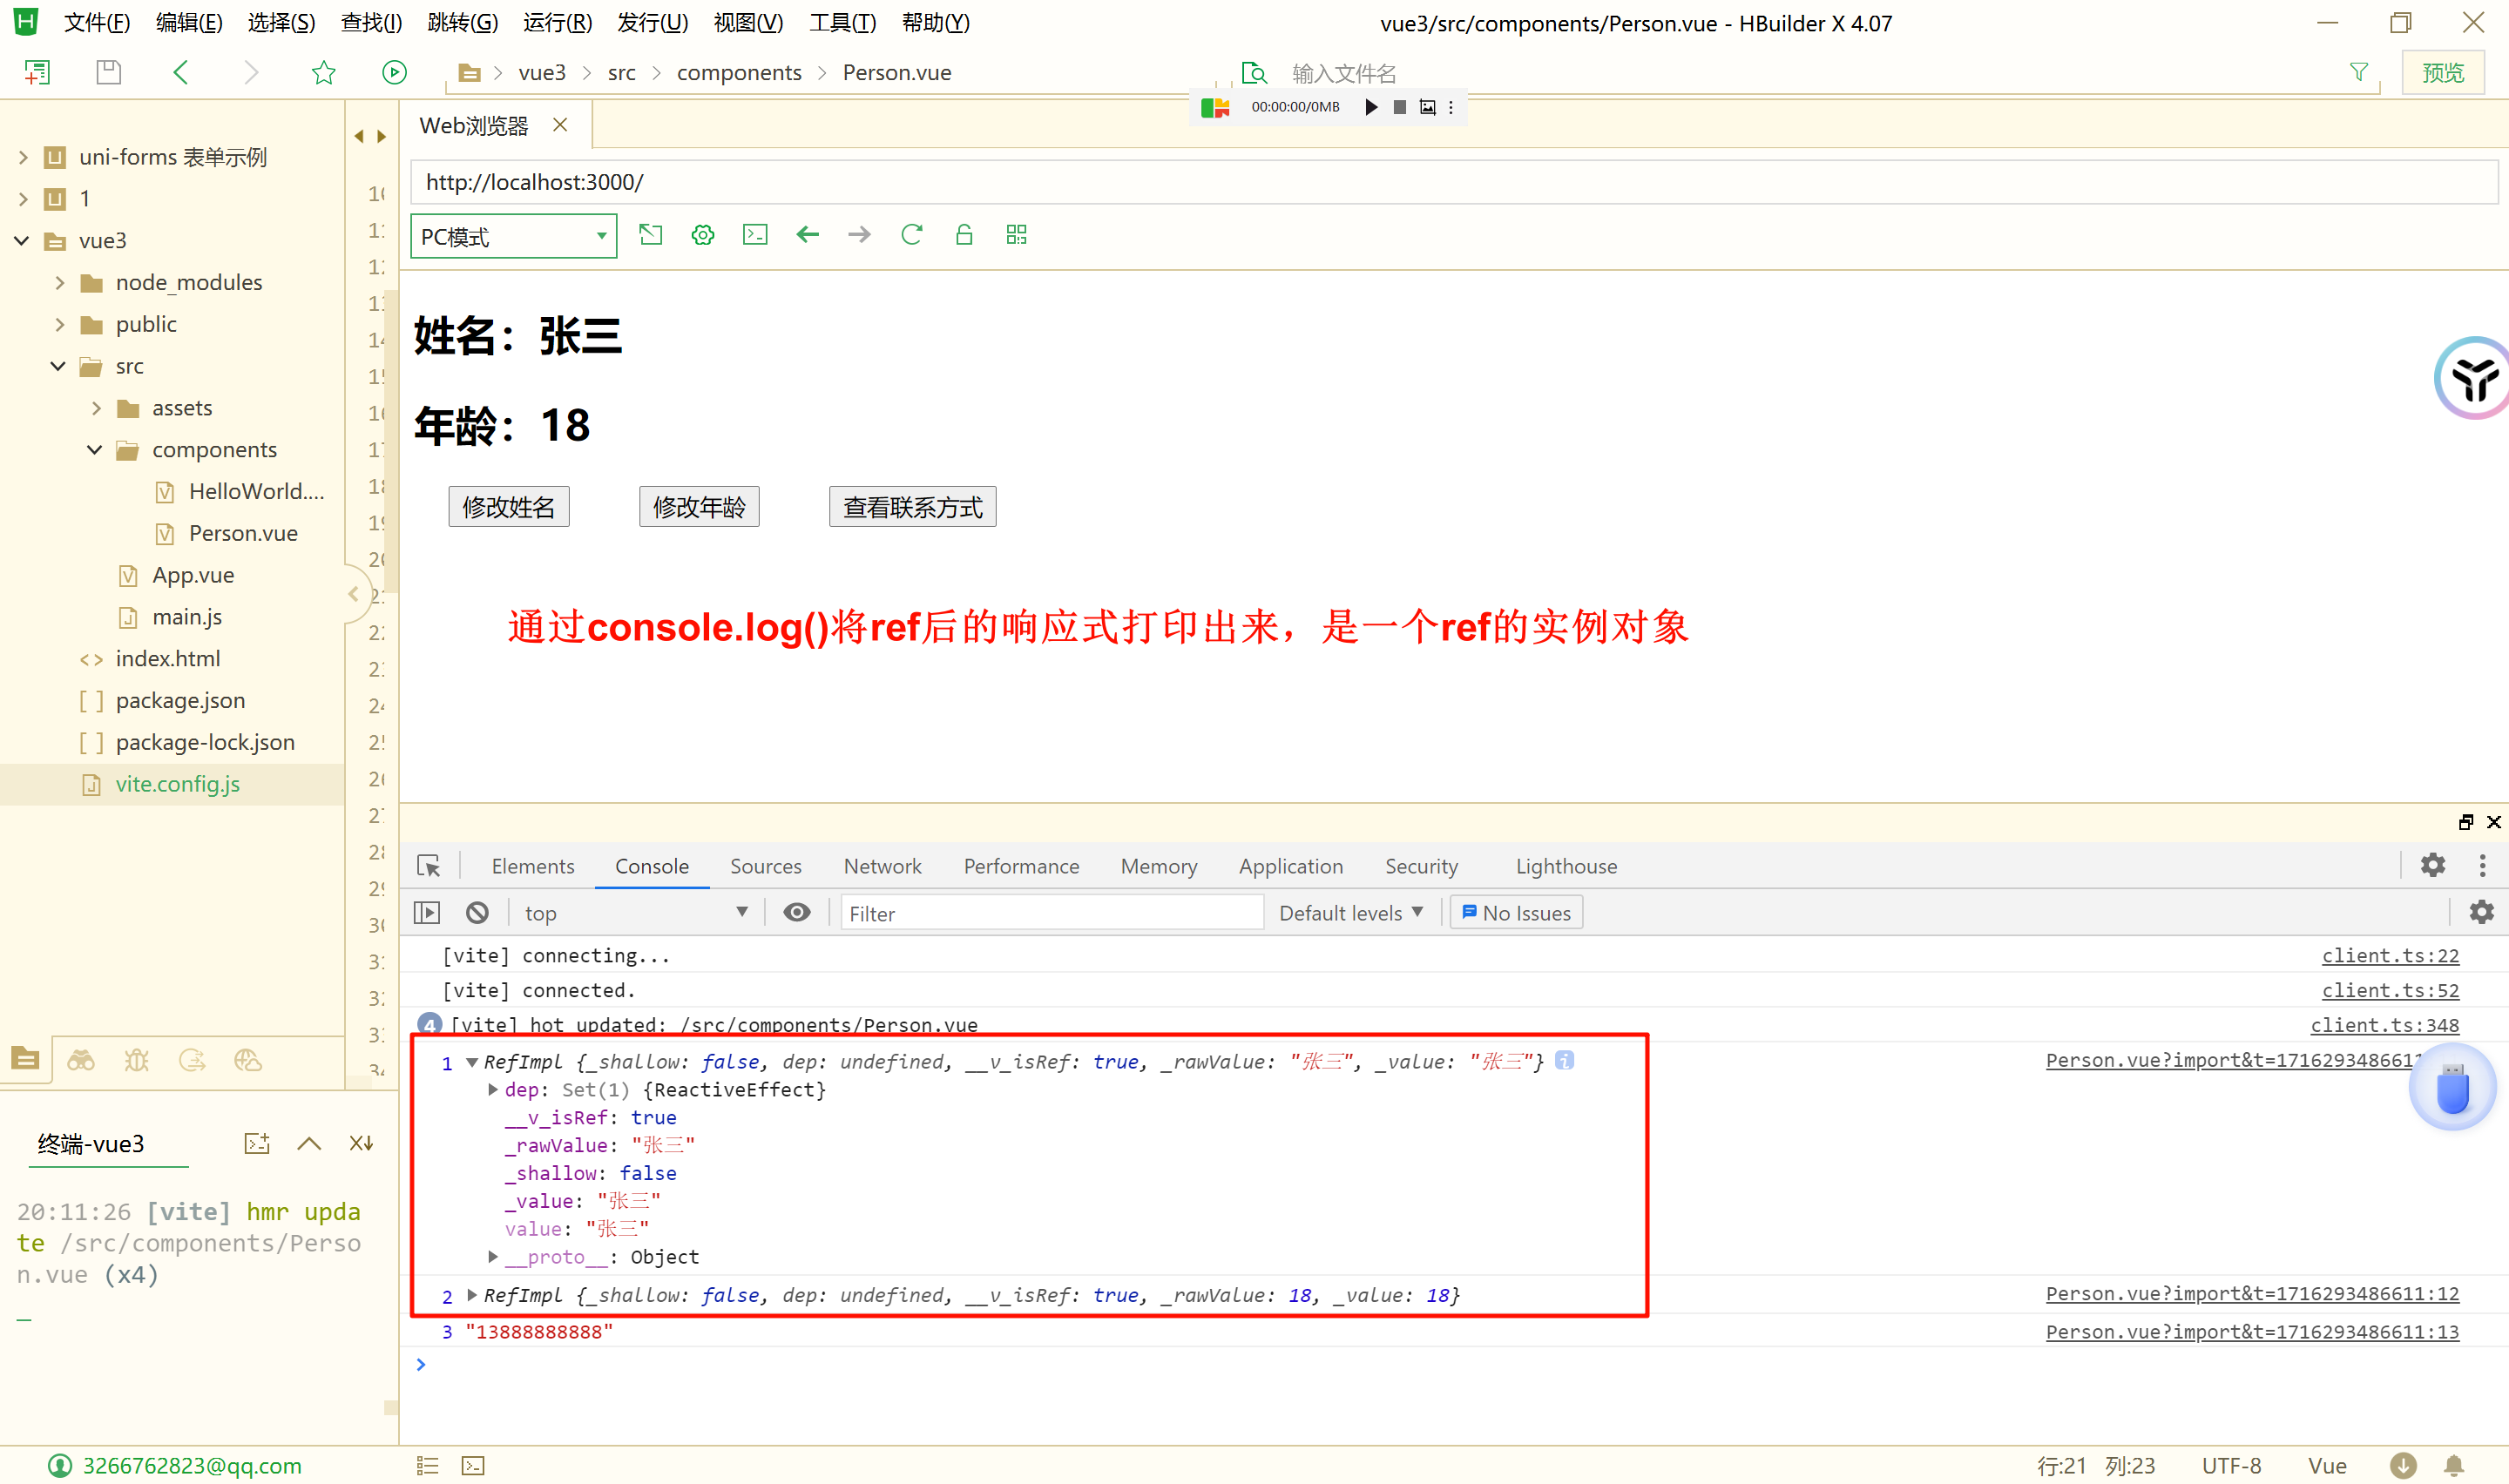 文件(F) 编辑(E) 选择(S) 查找(I) 跳转(G) 运行(R) 发行(U) 视图(V) 工具(T) 帮助(Y)
vue3/src/components/Person.vue - HBuilder X 4.07
vue3 src components Person.vue
输入文件名
预览
00:00:00/0MB
uni-forms 表单示例
1
vue3
node_modules
public
src
assets
components
HelloWorld....
Person.vue
App.vue
main.js
index.html
package.json
package-lock.json
vite.config.js
Web浏览器
http://localhost:3000/
PC模式
姓名：张三
年龄：18
修改姓名 修改年龄 查看联系方式
通过console.log()将ref后的响应式打印出来，是一个ref的实例对象
Elements Console Sources Network Performance Memory Application Security Lighthouse
top Filter Default levels No Issues
[vite] connecting... client.ts:22
[vite] connected. client.ts:52
4 [vite] hot updated: /src/components/Person.vue client.ts:348
1 RefImpl {_shallow: false, dep: undefined, __v_isRef: true, _rawValue: "张三", _value: "张三"} Person.vue?import&t=1716293486611
dep: Set(1) {ReactiveEffect}
__v_isRef: true
_rawValue: "张三"
_shallow: false
_value: "张三"
value: "张三"
__proto__: Object
2 RefImpl {_shallow: false, dep: undefined, __v_isRef: true, _rawValue: 18, _value: 18} Person.vue?import&t=1716293486611:12
3 "13888888888" Person.vue?import&t=1716293486611:13
终端-vue3
20:11:26 [vite] hmr upda
te /src/components/Perso
n.vue (x4)
3266762823@qq.com
行:21 列:23 UTF-8 Vue